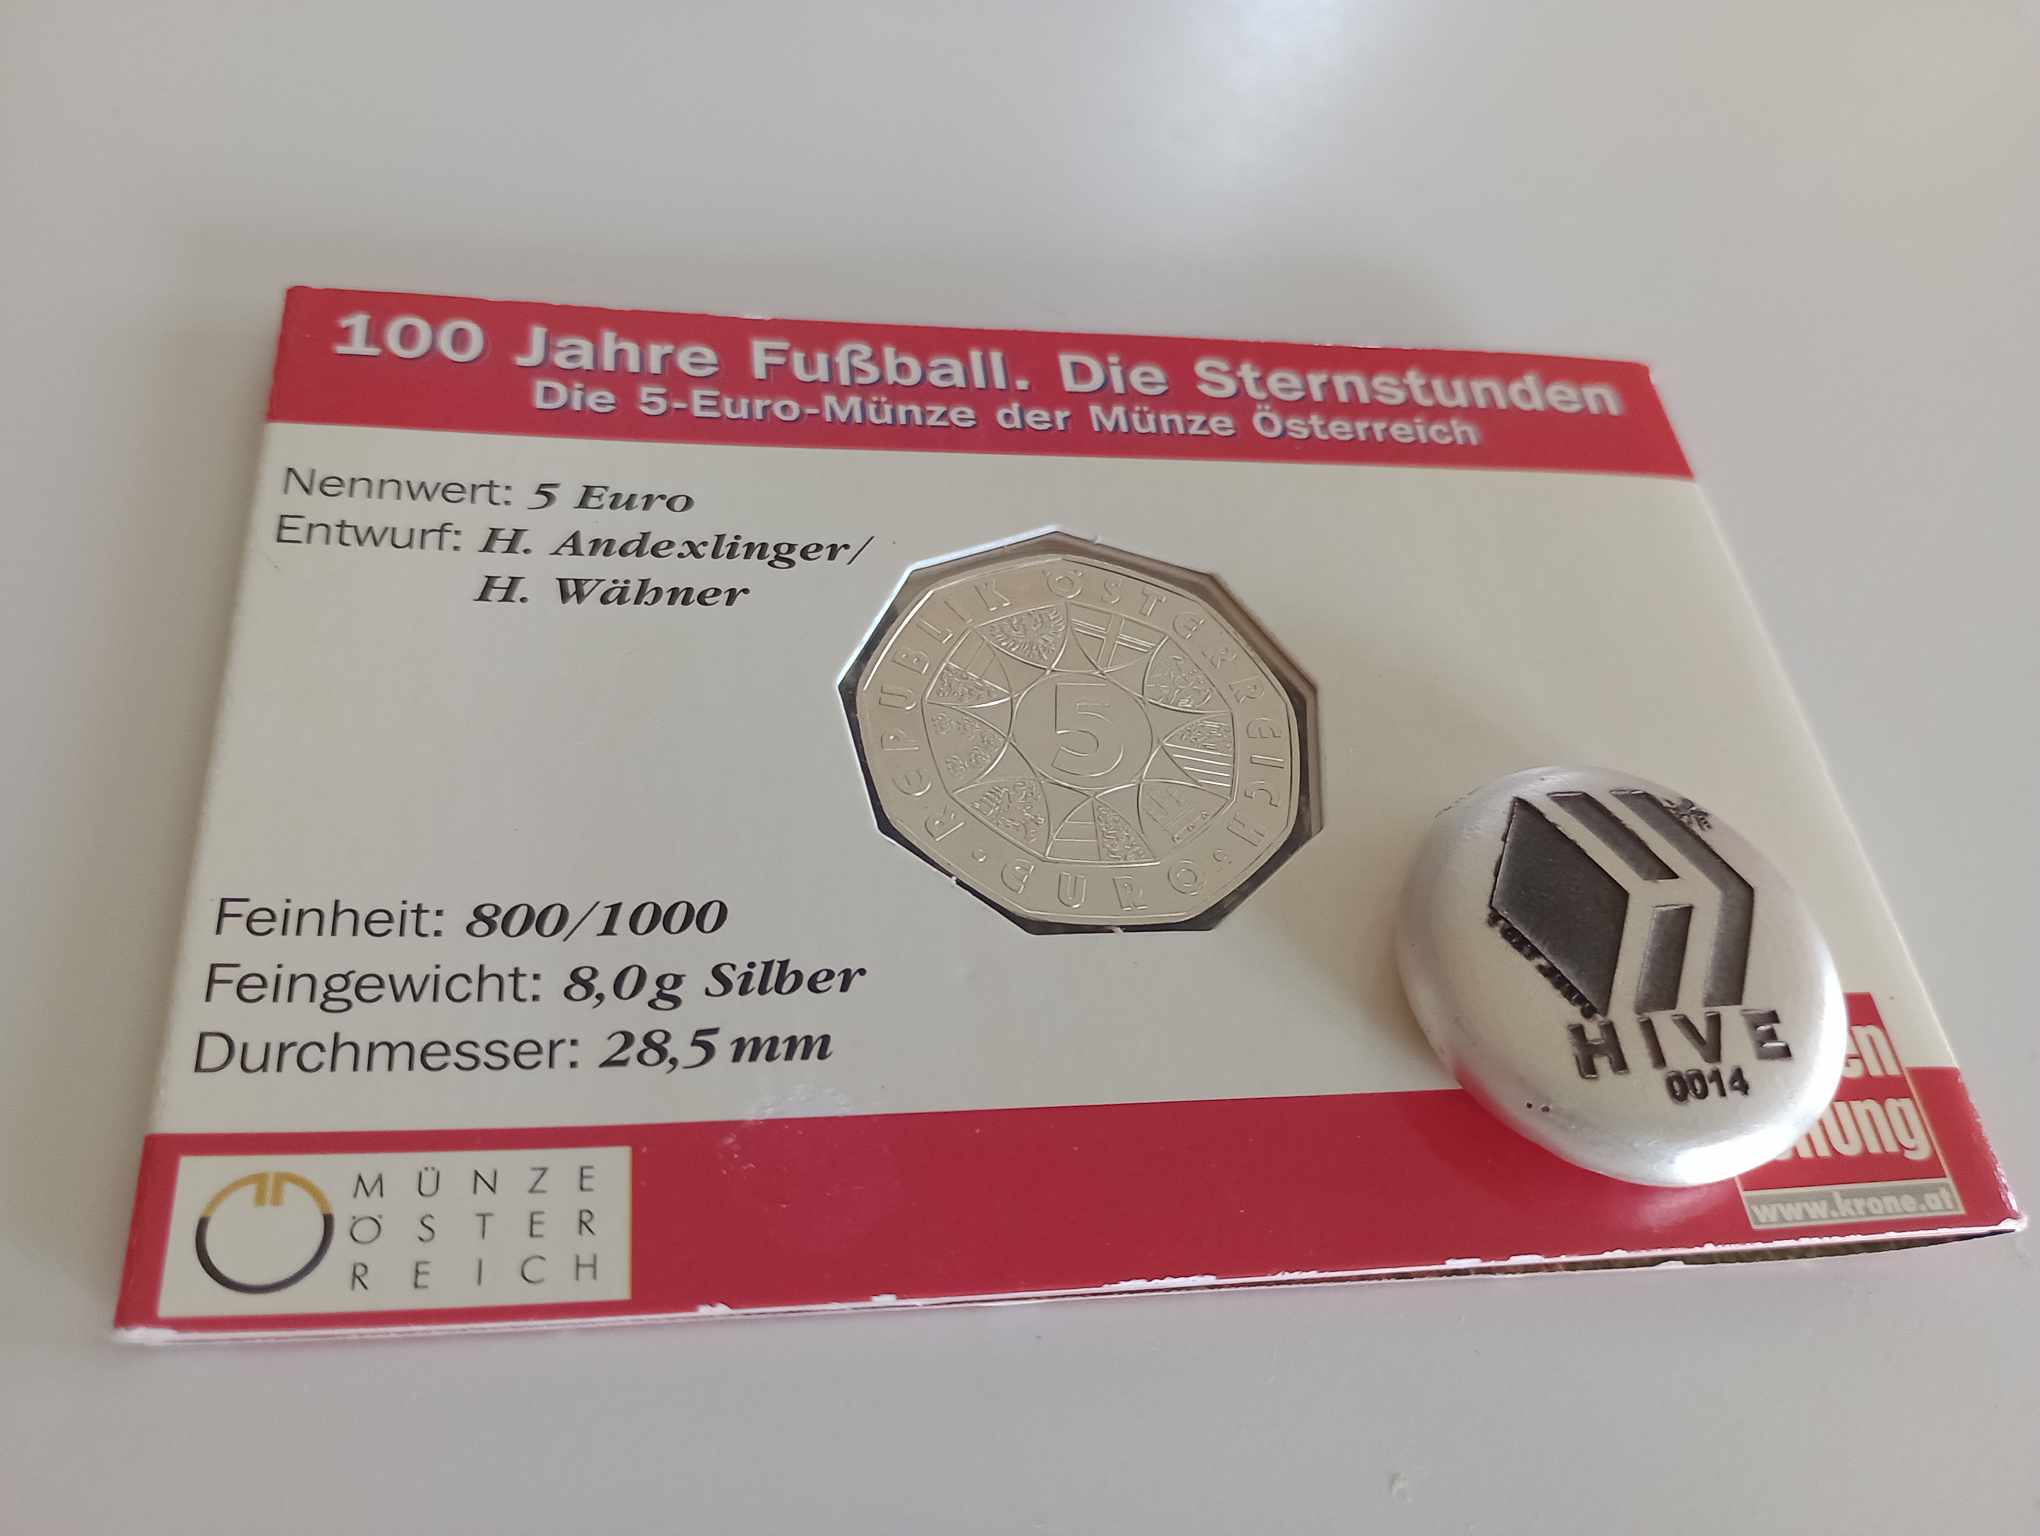 100 Jahre Fußball. Die Sternstunden
Die 5-Euro-Münze der Münze Österreich
Nennwert: 5 Euro
Entwurf: H. Andexlinger/
H. Wähner
REPUBLIK ÖSTERREICH
5
EURO
Feinheit: 800/1000
Feingewicht: 8,0g Silber
Durchmesser: 28,5 mm
HIVE
0014
MÜNZE
ÖSTER
REICH
www.krone.at